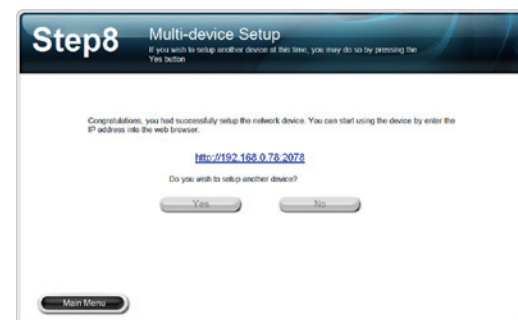 Step8
Multi-device Setup
If you wish to setup another device at this time, you may do so by pressing the
Yes button
Congratulations, you had successfully setup the network device. You can start using the device by enter the
IP address into the web browser.
http://192.168.0.78:2078
Do you wish to setup another device?
Yes
No
Main Menu